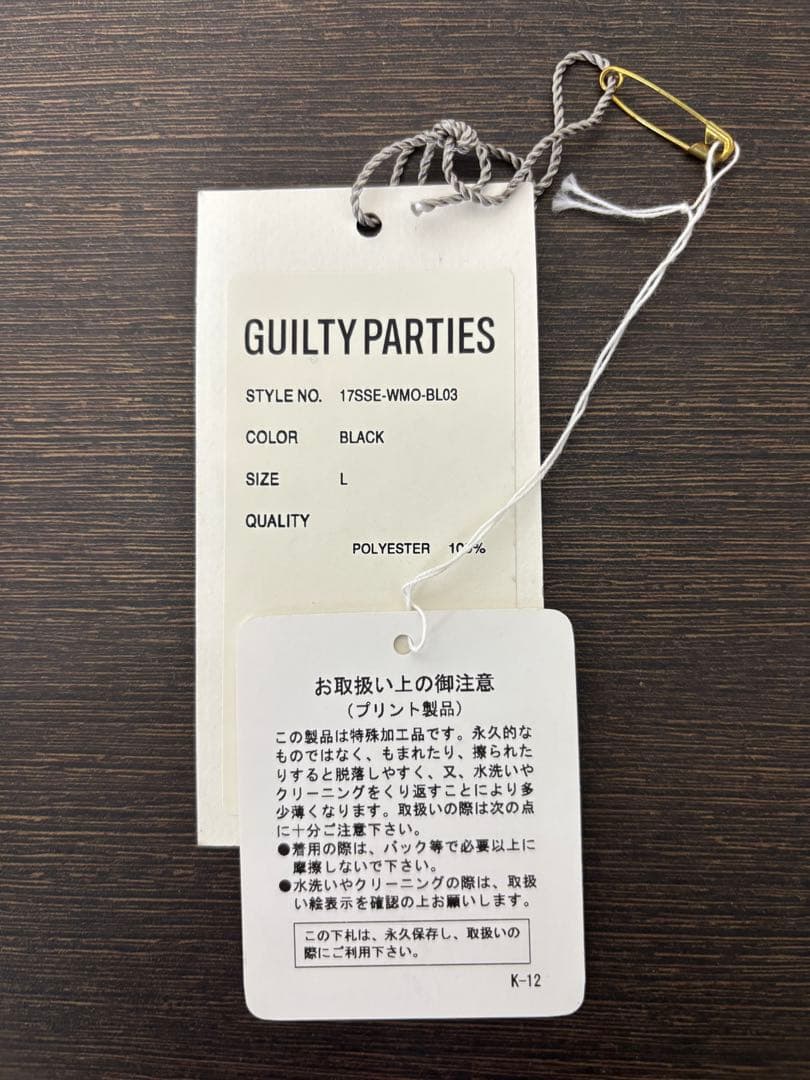 GUILTY PARTIES
STYLE NO. 17SSE-WMO-BL03
COLOR BLACK
SIZE L
QUALITY
POLYESTER 100%
お取扱い上の御注意
(プリント製品)
この製品は特殊加工品です。永久的な
ものではなく、もまれたり、擦られた
りすると脱落しやすく、又、水洗いや
クリーニングをくり返すことにより多
少薄くなります。取扱いの際は次の点
に十分ご注意下さい。
●着用の際は、バック等で必要以上に
摩擦しないで下さい。
●水洗いやクリーニングの際は、取扱
い絵表示を確認の上お願いします。
この下札は、永久保存し、取扱いの
際にご利用下さい。
K-12